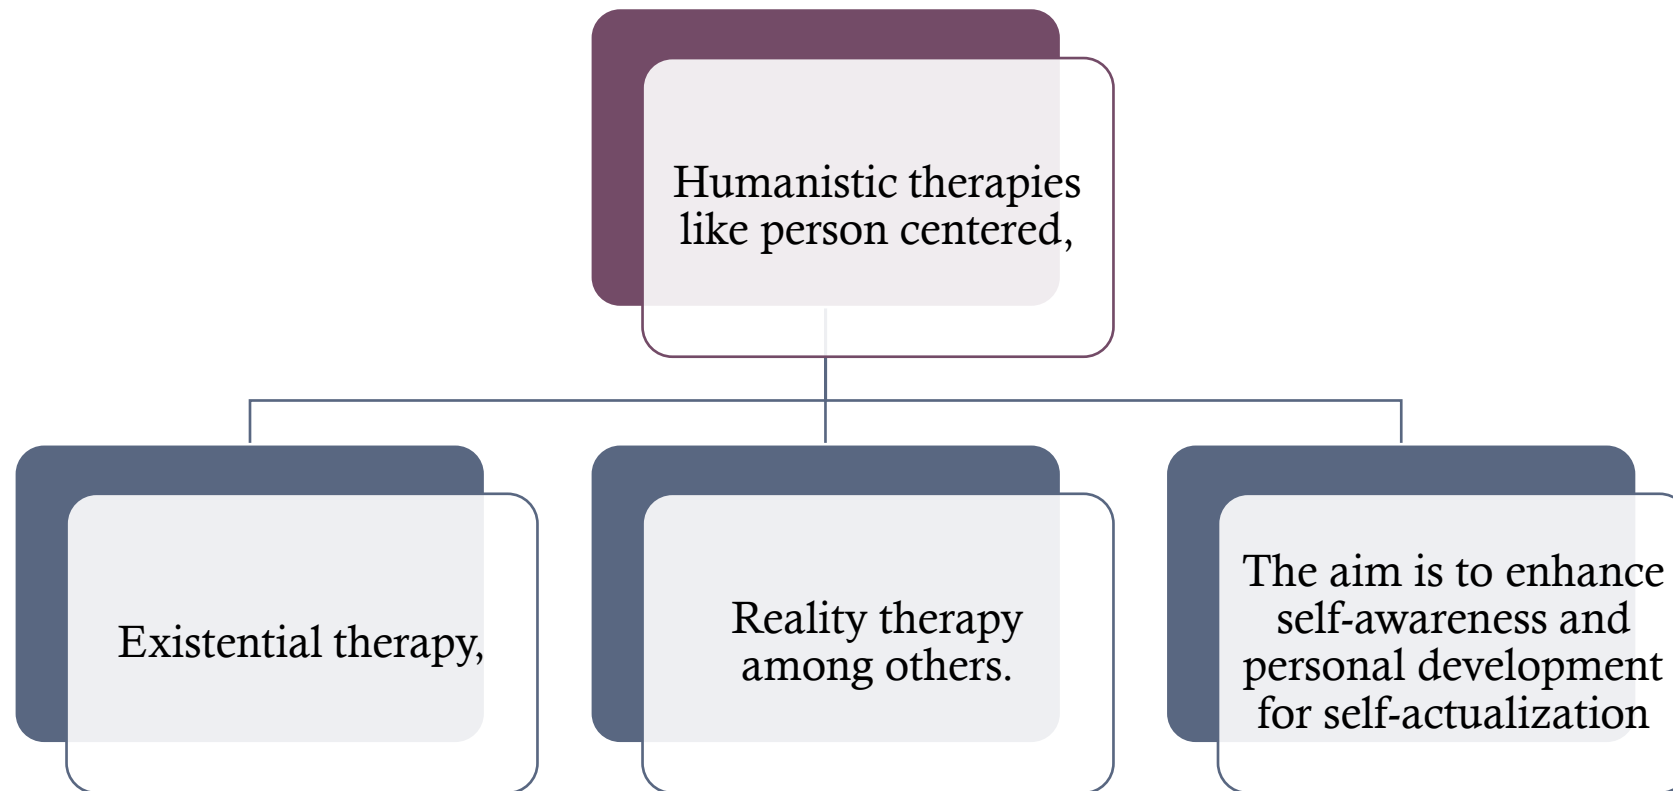 Humanistic therapies
like person centered,
Existential therapy,
Reality therapy
among others.
The aim is to enhance
self-awareness and
personal development
for self-actualization